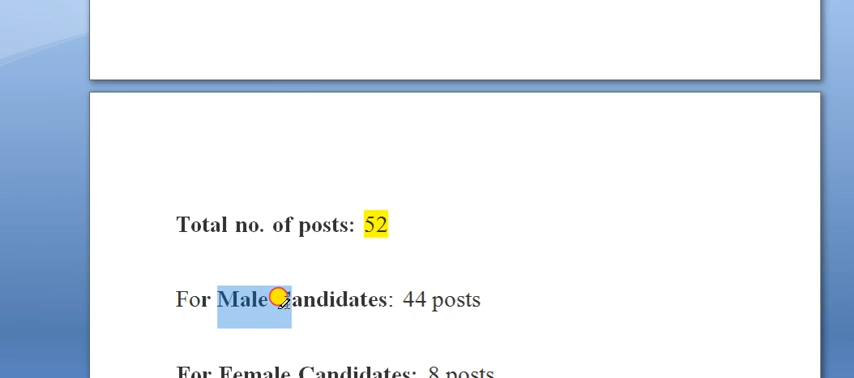 Total no. of posts: 52
For Male Candidates: 44 posts
For Female Candidates: 8 posts